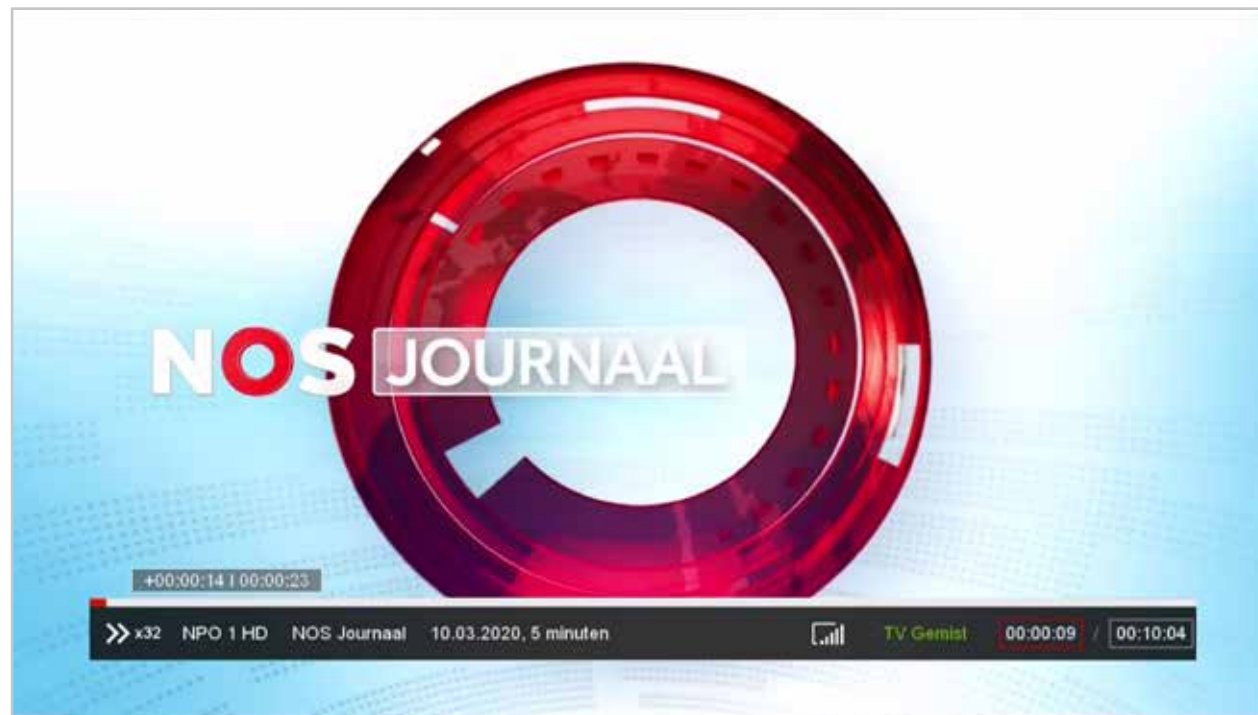 NOS JOURNAAL
+00:00:14 I 00:00:23
x32 NPO 1 HD NOS Journaal 10.03.2020, 5 minuten TV Gemist 00:00:09 / 00:10:04